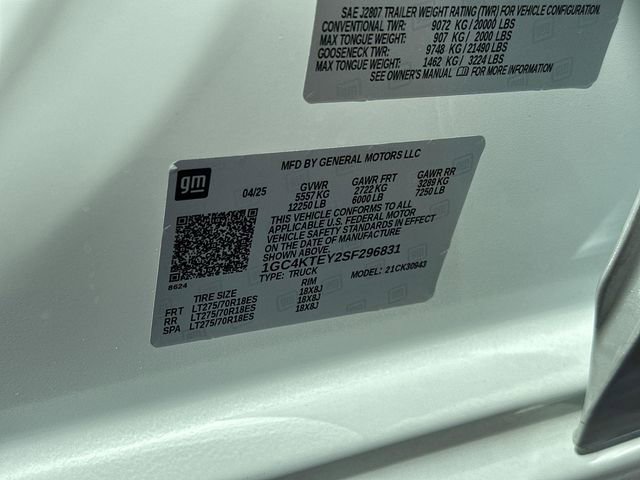 SAE J2807 TRAILER WEIGHT RATING (TWR) FOR VEHICLE CONFIGURATION.
CONVENTIONAL TWR: 9072 KG / 20000 LBS
MAX TONGUE WEIGHT: 907 KG / 2000 LBS
GOOSENECK TWR: 9748 KG / 21490 LBS
MAX TONGUE WEIGHT: 1462 KG / 3224 LBS
SEE OWNER'S MANUAL FOR MORE INFORMATION
gm
MFD BY GENERAL MOTORS LLC
04/25 GVWR GAWR FRT GAWR RR
5557 KG 2722 KG 3289 KG
12250 LB 6000 LB 7250 LB
THIS VEHICLE CONFORMS TO ALL
APPLICABLE U.S. FEDERAL MOTOR
VEHICLE SAFETY STANDARDS IN EFFECT
ON THE DATE OF MANUFACTURE
SHOWN ABOVE.
1GC4KTEY2SF296831
TYPE: TRUCK MODEL: 21CK30943
8624
TIRE SIZE RIM
FRT LT275/70R18ES 18X8J
RR LT275/70R18ES 18X8J
SPA LT275/70R18ES 18X8J